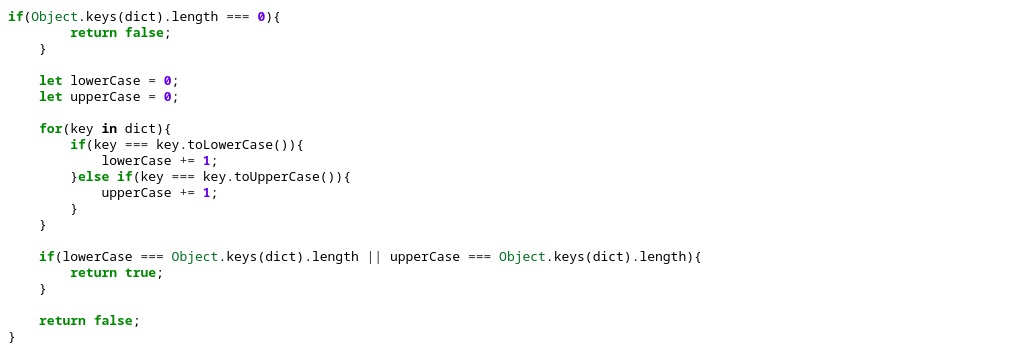 if(Object.keys(dict).length === 0){
        return false;
    }

    let lowerCase = 0;
    let upperCase = 0;

    for(key in dict){
        if(key === key.toLowerCase()){
            lowerCase += 1;
        }else if(key === key.toUpperCase()){
            upperCase += 1;
        }
    }

    if(lowerCase === Object.keys(dict).length || upperCase === Object.keys(dict).length){
        return true;
    }

    return false;
}